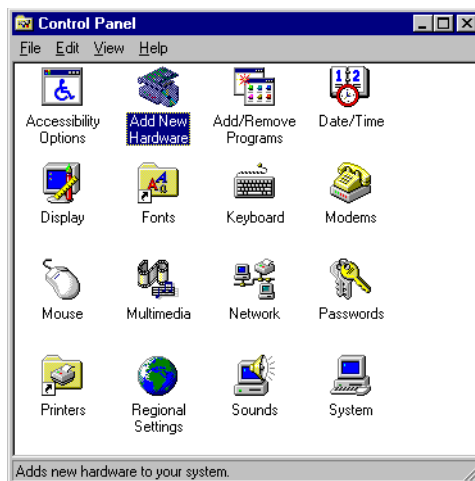 Control Panel
File Edit View Help
12
Accessibility Options
Add New Hardware
Add/Remove Programs
Date/Time
Display
Fonts
Keyboard
Modems
Mouse
Multimedia
Network
Passwords
Printers
Regional Settings
Sounds
System
Adds new hardware to your system.